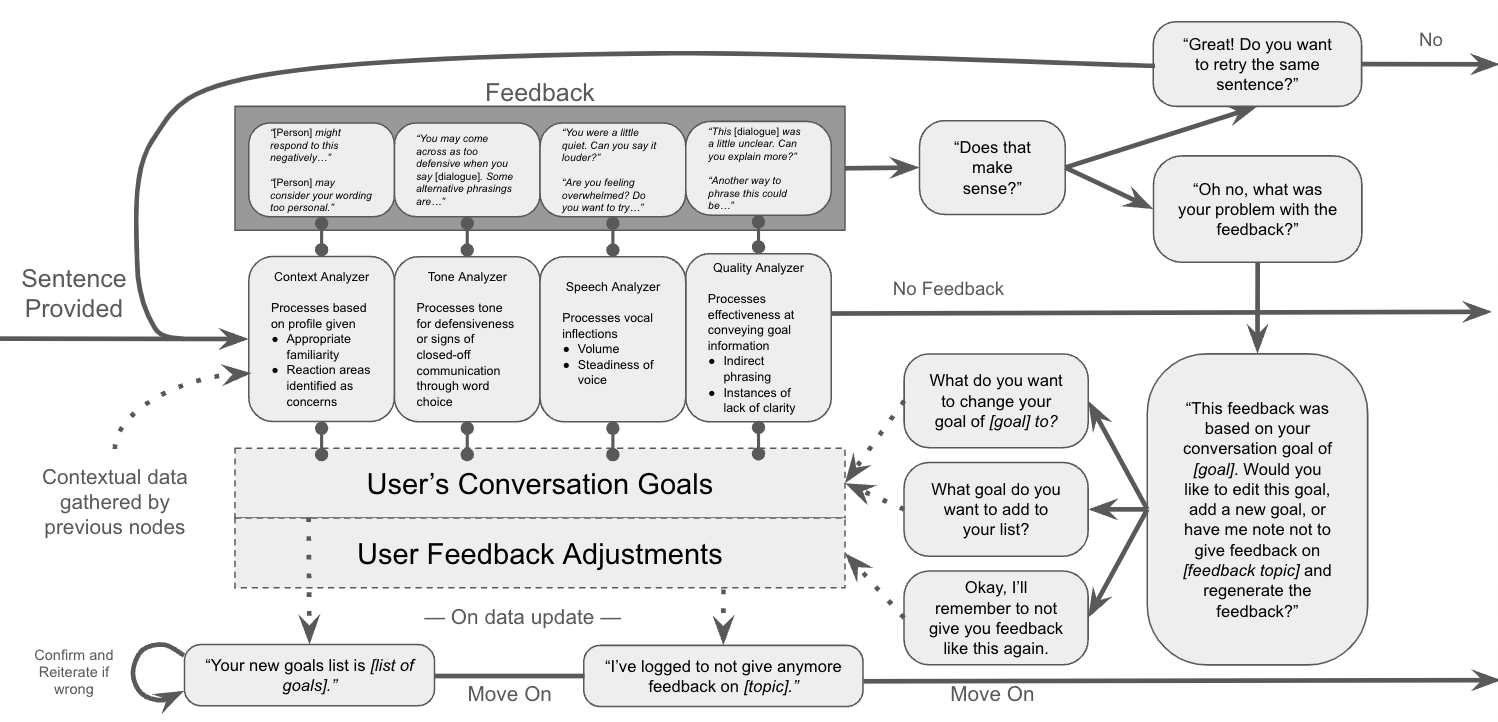 “Great! Do you want
to retry the same
sentence?”
No
Feedback
“[Person] might
respond to this
negatively…”
“[Person] may
consider your wording
too personal.”
“You may come
across as too
defensive when you
say [dialogue]. Some
alternative phrasings
are…”
“You were a little
quiet. Can you say it
louder?”
“Are you feeling
overwhelmed? Do
you want to try…”
“This [dialogue] was
a little unclear. Can
you explain more?”
“Another way to
phrase this could
be…”
“Does that
make
sense?”
“Oh no, what was
your problem with the
feedback?”
Sentence
Provided
Context Analyzer
Processes based
on profile given
● Appropriate
familiarity
● Reaction areas
identified as
concerns
Tone Analyzer
Processes tone
for defensiveness
or signs of
closed-off
communication
through word
choice
Speech Analyzer
Processes vocal
inflections
● Volume
● Steadiness of
voice
Quality Analyzer
Processes
effectiveness at
conveying goal
information
● Indirect
phrasing
● Instances of
lack of clarity
No Feedback
Contextual data
gathered by
previous nodes
User’s Conversation Goals
User Feedback Adjustments
What do you want
to change your
goal of [goal] to?
What goal do you
want to add to
your list?
Okay, I’ll
remember to not
give you feedback
like this again.
“This feedback was
based on your
conversation goal of
[goal]. Would you
like to edit this goal,
add a new goal, or
have me note not to
give feedback on
[feedback topic] and
regenerate the
feedback?”
— On data update —
Confirm and
Reiterate if
wrong
“Your new goals list is [list of
goals].”
Move On
“I’ve logged to not give anymore
feedback on [topic].”
Move On